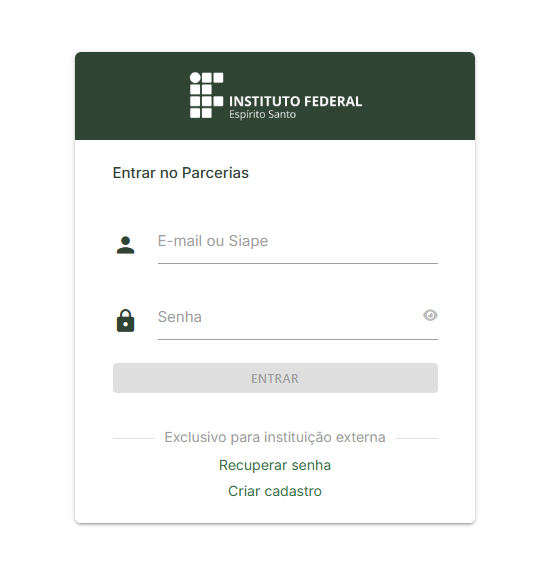 INSTITUTO FEDERAL
Espírito Santo
Entrar no Parcerias
E-mail ou Siape
Senha
ENTRAR
Exclusivo para instituição externa
Recuperar senha
Criar cadastro